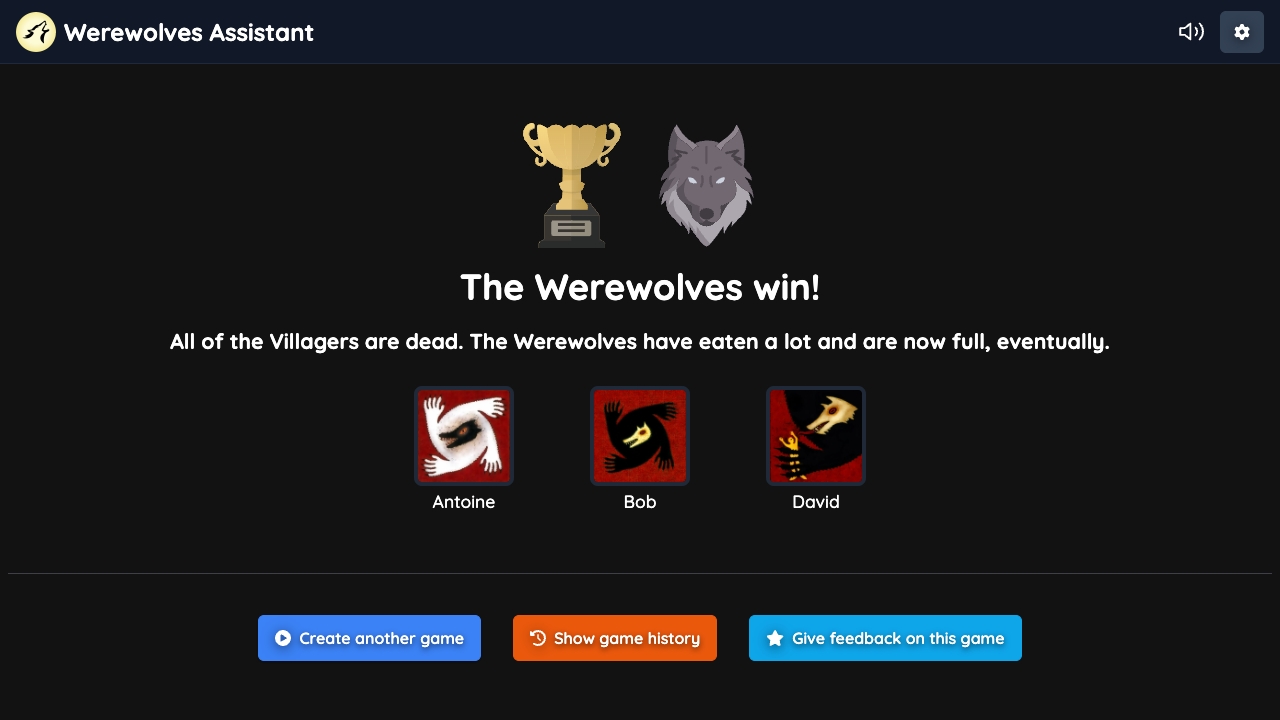 Werewolves Assistant
The Werewolves win!
All of the Villagers are dead. The Werewolves have eaten a lot and are now full, eventually.
Antoine
Bob
David
Create another game
Show game history
Give feedback on this game